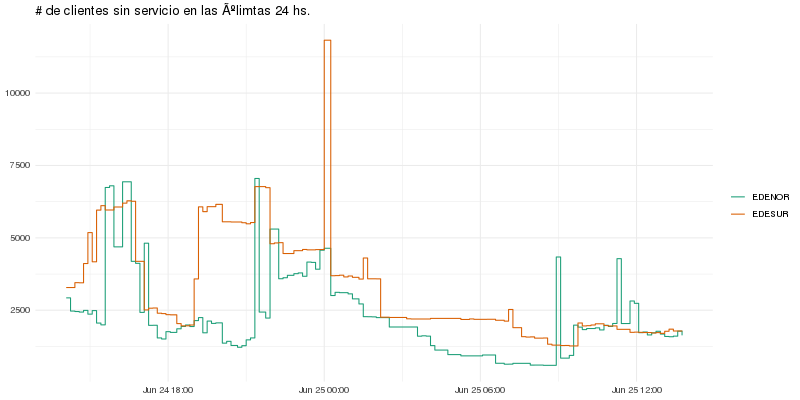 # de clientes sin servicio en las Ãºlimtas 24 hs.
10000
7500
5000
2500
Jun 24 18:00
Jun 25 00:00
Jun 25 06:00
Jun 25 12:00
EDENOR
EDESUR